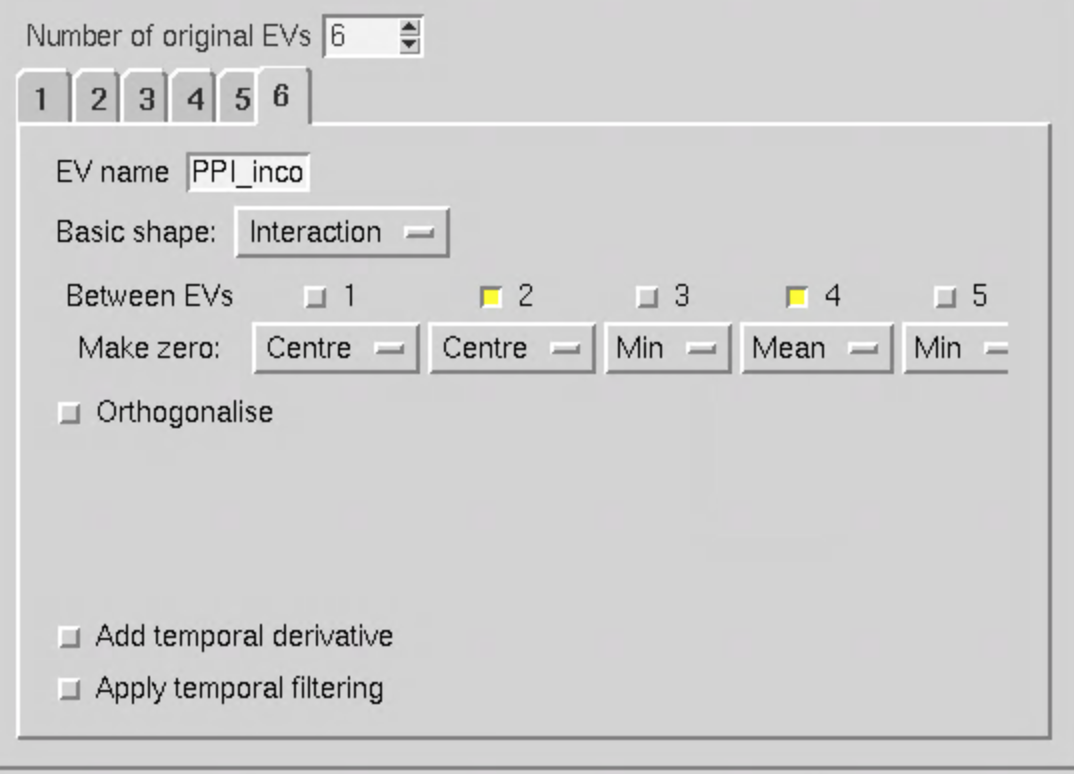 Number of original EVs 6
1 2 3 4 5 6
EV name PPI_inco
Basic shape: Interaction
Between EVs 1 2 3 4 5
Make zero: Centre Centre Min Mean Min
Orthogonalise
Add temporal derivative
Apply temporal filtering